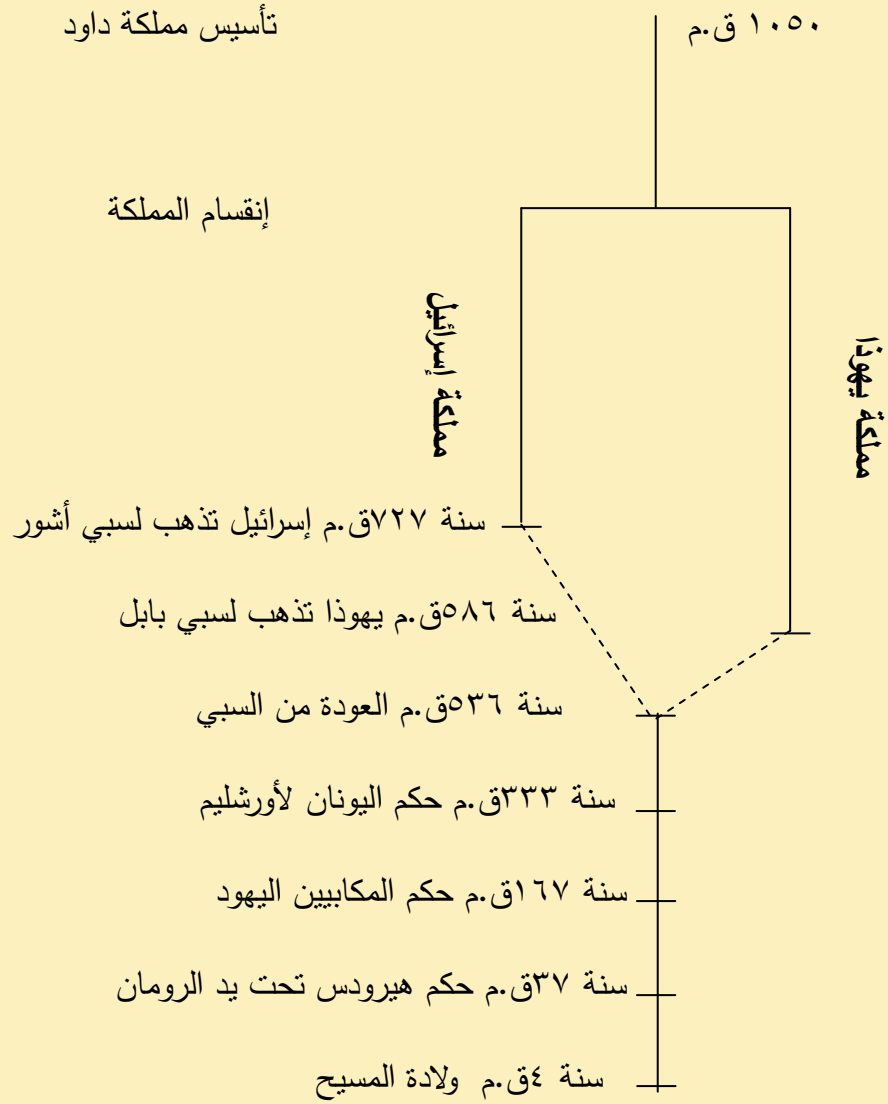 ١٠٥٠ ق.م
تأسيس مملكة داود
إنقسام المملكة
مملكة يهوذا
مملكة إسرائيل
سنة ٧٢٧ق.م إسرائيل تذهب لسبي أشور
سنة ٥٨٦ق.م يهوذا تذهب لسبي بابل
سنة ٥٣٦ق.م العودة من السبي
سنة ٣٣٣ق.م حكم اليونان لأورشليم
سنة ١٦٧ق.م حكم المكابيين اليهود
سنة ٣٧ق.م حكم هيرودس تحت يد الرومان
سنة ٤ق.م ولادة المسيح